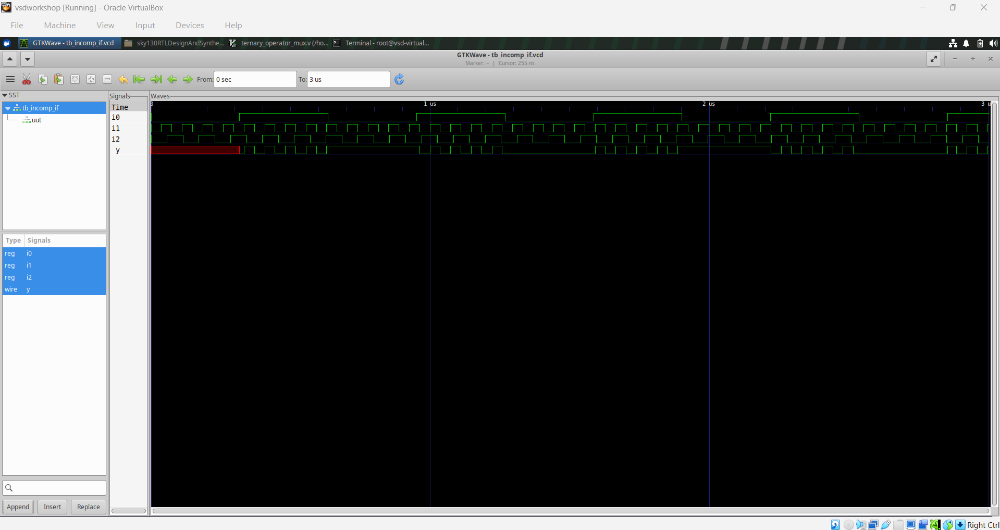 vsdworkshop [Running] - Oracle VirtualBox
File Machine View Input Devices Help
GTKWave - tb_incomp_if.vcd sky130RTLDesignAndSynthe... ternary_operator_mux.v (/ho... Terminal - root@vsd-virtual...
GTKWave - tb_incomp_if.vcd
Marker: -- | Cursor: 255 ns
From: 0 sec To: 3 us
SST
tb_incomp_if
uut
Signals
Time
i0
i1
i2
y
Waves
0 1 us 2 us 3 u
Type Signals
reg i0
reg i1
reg i2
wire y
Append Insert Replace
Right Ctrl